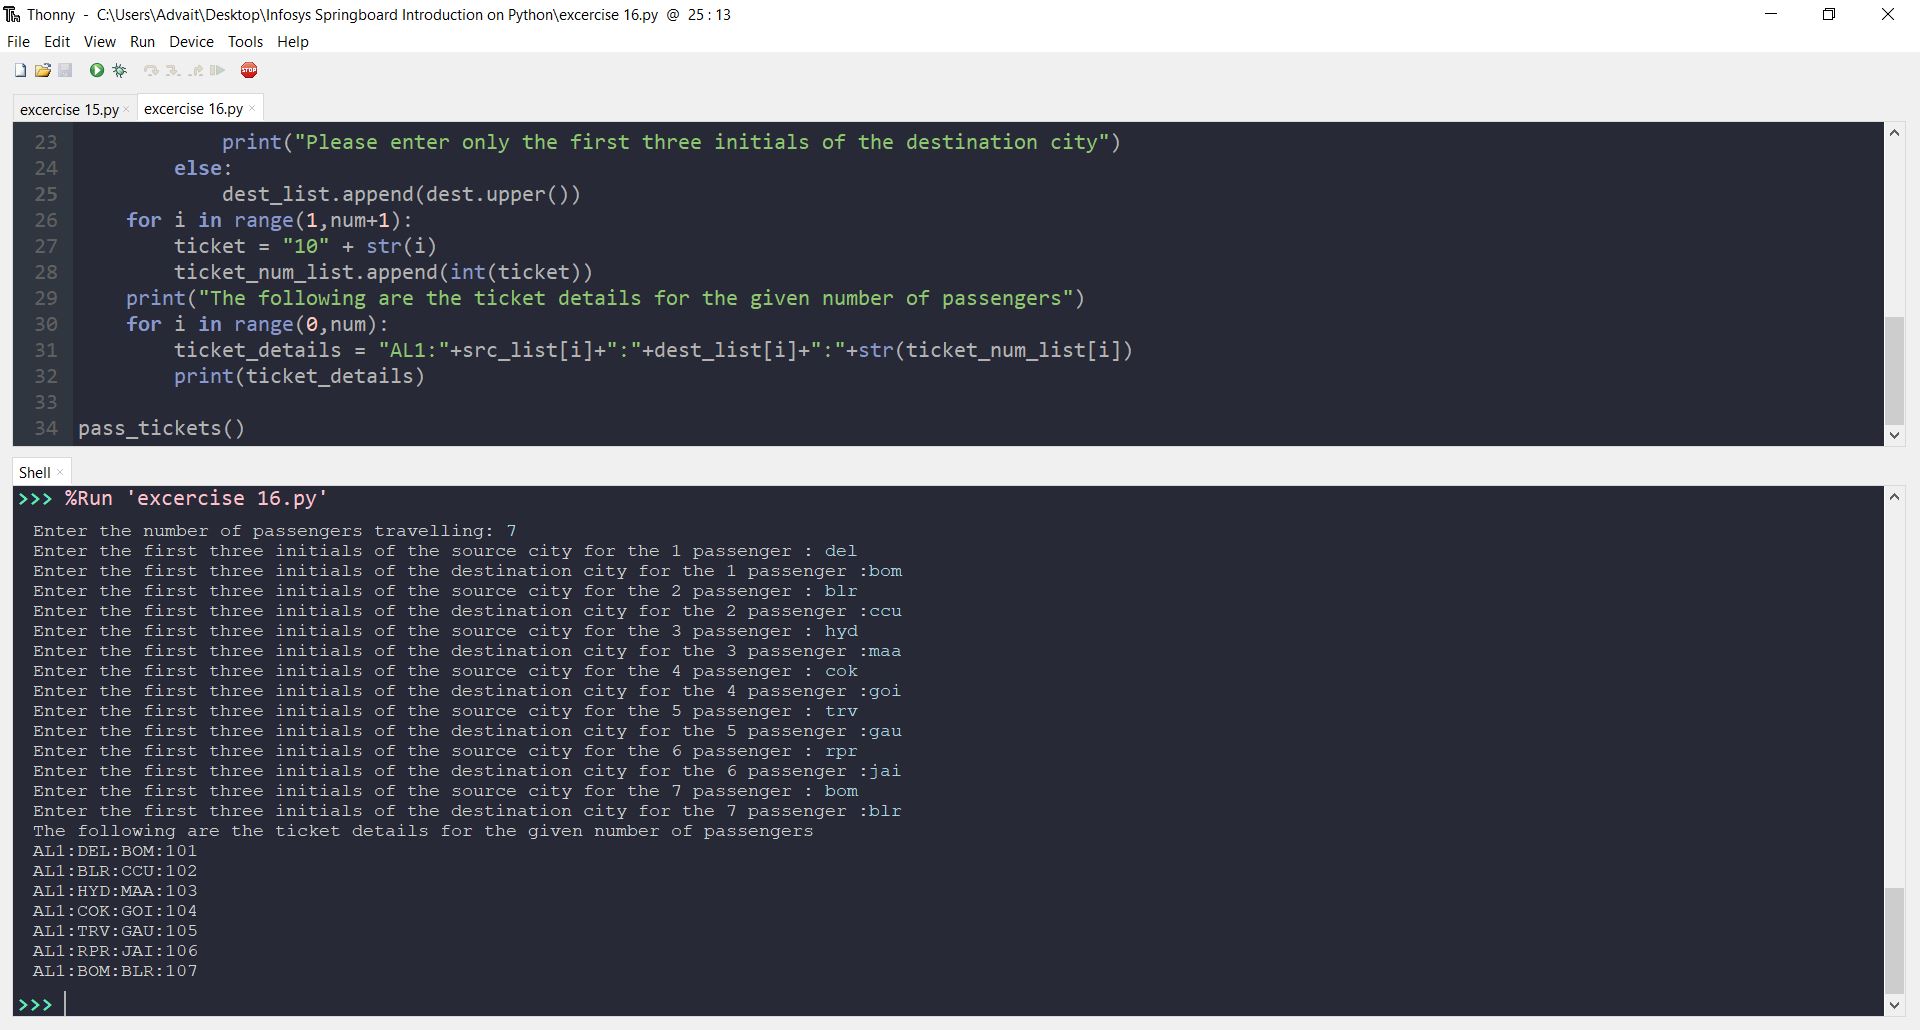 Thonny - C:\Users\Advait\Desktop\Infosys Springboard Introduction on Python\excercise 16.py @ 25 : 13
File Edit View Run Device Tools Help
STOP
excercise 15.py × excercise 16.py ×
23 print("Please enter only the first three initials of the destination city")
24 else:
25 dest_list.append(dest.upper())
26 for i in range(1,num+1):
27 ticket = "10" + str(i)
28 ticket_num_list.append(int(ticket))
29 print("The following are the ticket details for the given number of passengers")
30 for i in range(0,num):
31 ticket_details = "AL1:"+src_list[i]+":"+dest_list[i]+":"+str(ticket_num_list[i])
32 print(ticket_details)
33
34 pass_tickets()
Shell ×
>>> %Run 'excercise 16.py'
Enter the number of passengers travelling: 7
Enter the first three initials of the source city for the 1 passenger : del
Enter the first three initials of the destination city for the 1 passenger :bom
Enter the first three initials of the source city for the 2 passenger : blr
Enter the first three initials of the destination city for the 2 passenger :ccu
Enter the first three initials of the source city for the 3 passenger : hyd
Enter the first three initials of the destination city for the 3 passenger :maa
Enter the first three initials of the source city for the 4 passenger : cok
Enter the first three initials of the destination city for the 4 passenger :goi
Enter the first three initials of the source city for the 5 passenger : trv
Enter the first three initials of the destination city for the 5 passenger :gau
Enter the first three initials of the source city for the 6 passenger : rpr
Enter the first three initials of the destination city for the 6 passenger :jai
Enter the first three initials of the source city for the 7 passenger : bom
Enter the first three initials of the destination city for the 7 passenger :blr
The following are the ticket details for the given number of passengers
AL1:DEL:BOM:101
AL1:BLR:CCU:102
AL1:HYD:MAA:103
AL1:COK:GOI:104
AL1:TRV:GAU:105
AL1:RPR:JAI:106
AL1:BOM:BLR:107
>>>